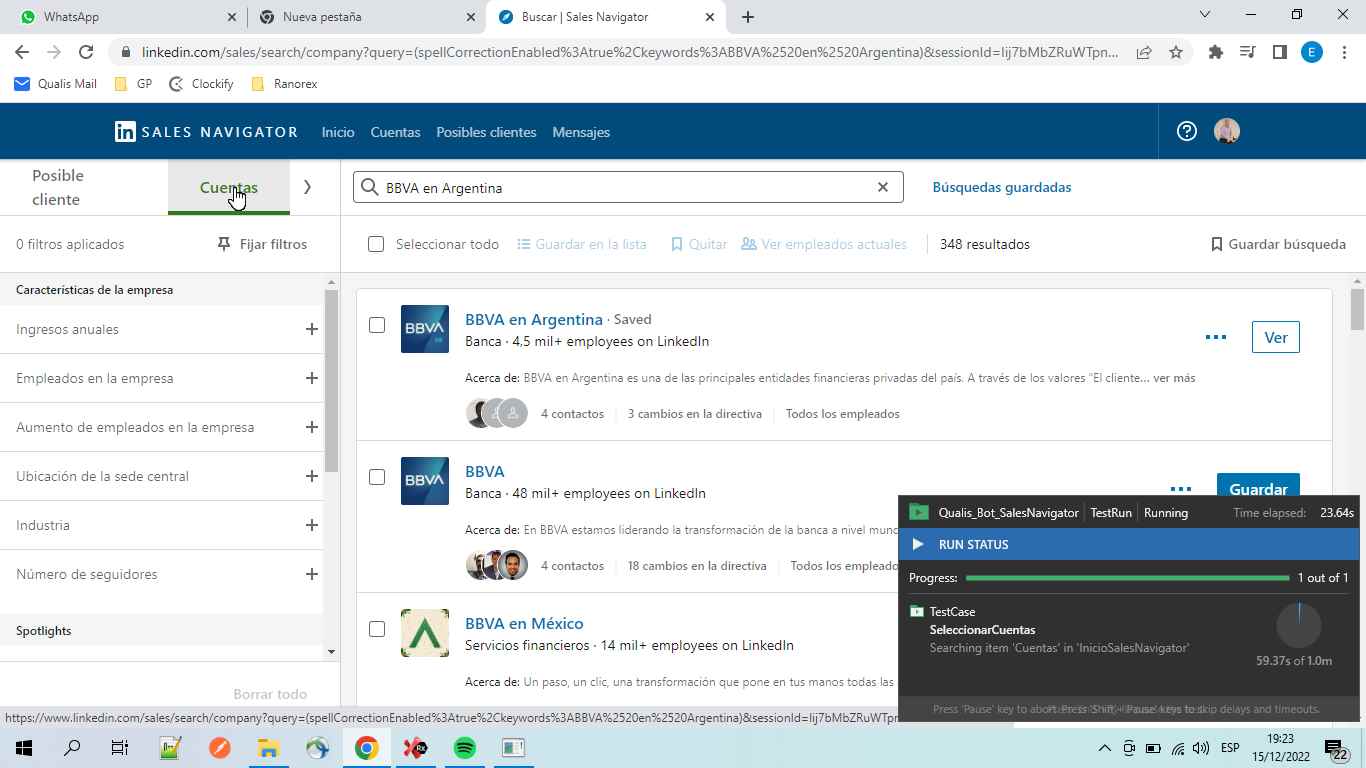 WhatsApp
Nueva pestaña
Buscar | Sales Navigator
linkedin.com/sales/search/company?query=(spellCorrectionEnabled%3Atrue%2Ckeywords%3ABBVA%2520en%2520Argentina)&sessionId=Iij7bMbZRuWTpn...
E
Qualis Mail
GP
Clockify
Ranorex
in SALES NAVIGATOR
Inicio
Cuentas
Posibles clientes
Mensajes
Posible
cliente
Cuentas
BBVA en Argentina
Búsquedas guardadas
0 filtros aplicados
Fijar filtros
Seleccionar todo
Guardar en la lista
Quitar
Ver empleados actuales
348 resultados
Guardar búsqueda
Características de la empresa
Ingresos anuales
Empleados en la empresa
Aumento de empleados en la empresa
Ubicación de la sede central
Industria
Número de seguidores
Spotlights
Borrar todo
BBVA
BBVA en Argentina · Saved
Banca · 4,5 mil+ employees on LinkedIn
Ver
Acerca de: BBVA en Argentina es una de las principales entidades financieras privadas del país. A través de los valores "El cliente... ver más
4 contactos
3 cambios en la directiva
Todos los empleados
BBVA
BBVA
Banca · 48 mil+ employees on LinkedIn
Guardar
Acerca de: En BBVA estamos liderando la transformación de la banca a nivel
4 contactos
18 cambios en la directiva
Todos los
BBVA en México
Servicios financieros · 14 mil+ employees on LinkedIn
Acerca de: Un paso, un clic, una transformación que pone en tus manos todas las
Qualis_Bot_SalesNavigator
TestRun
Running
Time elapsed: 23.64s
RUN STATUS
Progress:
1 out of 1
TestCase
SeleccionarCuentas
Searching item 'Cuentas' in 'InicioSalesNavigator'
59.37s of 1.0m
Press 'Pause' key to abort.
https://www.linkedin.com/sales/search/company?query=(spellCorrectionEnabled%3Atrue%2Ckeywords%3ABBVA%2520en%2520Argentina)&sessionId=Iij7bMbZRuWTpn
Rx
ESP
19:23
15/12/2022
22